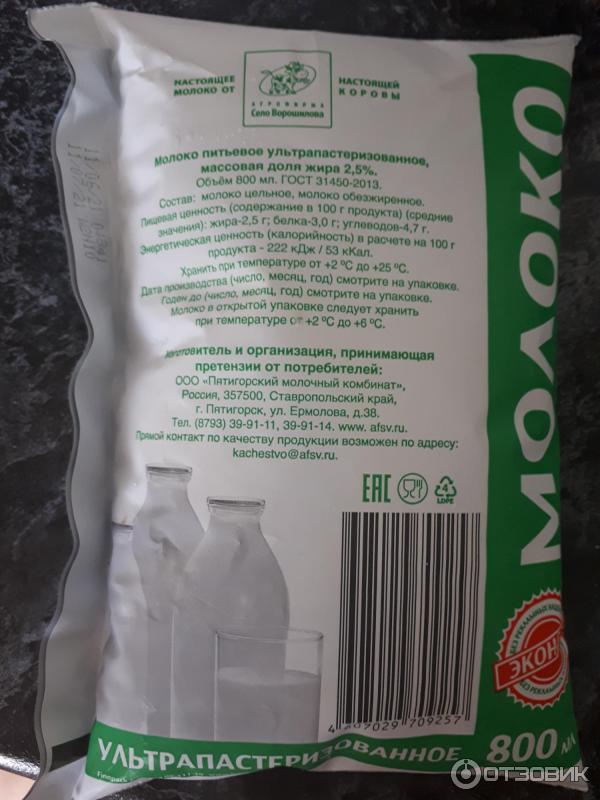 НАСТОЯЩЕЕ
МОЛОКО ОТ
НАСТОЯЩЕЙ
КОРОВЫ
АГРОФИРМА
Село Ворошилова
Молоко питьевое ультрапастеризованное,
массовая доля жира 2,5%.
Объём 800 мл. ГОСТ 31450-2013.
Состав: молоко цельное, молоко обезжиренное.
Пищевая ценность (содержание в 100 г продукта) (средние
значения): жира-2,5 г; белка-3,0 г; углеводов-4,7 г.
Энергетическая ценность (калорийность) в расчете на 100 г
продукта - 222 кДж / 53 кКал.
Хранить при температуре от +2 ºС до +25 ºС.
Дата производства (число, месяц, год) смотрите на упаковке.
Годен до (число, месяц, год) смотрите на упаковке.
Молоко в открытой упаковке следует хранить
при температуре от +2 ºС до +6 ºС.
Изготовитель и организация, принимающая
претензии от потребителей:
ООО «Пятигорский молочный комбинат»,
Россия, 357500, Ставропольский край,
г. Пятигорск, ул. Ермолова, д.38.
Тел. (8793) 39-91-11, 39-91-14. www. afsv.ru.
Прямой контакт по качеству продукции возможен по адресу:
kachestvo@afsv.ru
EAC
4
LDPE
МОЛОКО
БЕЗ РЕКЛАМНЫХ
ЭКОН
БЕЗ РЕКЛАМНЫХ
7029 709257
УЛЬТРАПАСТЕРИЗОВАННОЕ
800 МЛ
ОТЗОВИК